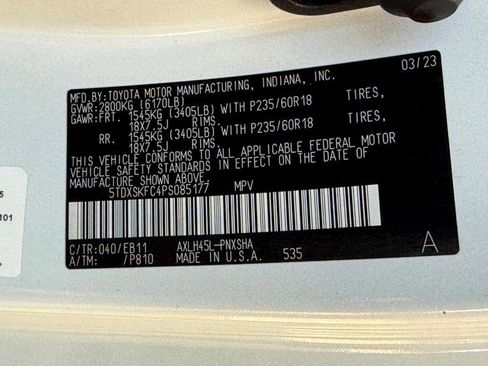 MFD.BY:TOYOTA MOTOR MANUFACTURING, INDIANA, INC. 03/23
GVWR:2800KG (6170LB)
GAWR:FRT. 1545KG (3405LB) WITH P235/60R18 TIRES,
18X7.5J RIMS.
RR. 1545KG (3405LB) WITH P235/60R18 TIRES,
18X7.5J RIMS.
THIS VEHICLE CONFORMS TO ALL APPLICABLE FEDERAL MOTOR
VEHICLE SAFETY STANDARDS IN EFFECT ON THE DATE OF
MANUFACTURE SHOWN ABOVE.
5TDXSKFC4PS085177 MPV
C/TR:040/EB11 AXLH45L-PNXSHA
A/TM: /P810 MADE IN U.S.A. 535 A
5
101